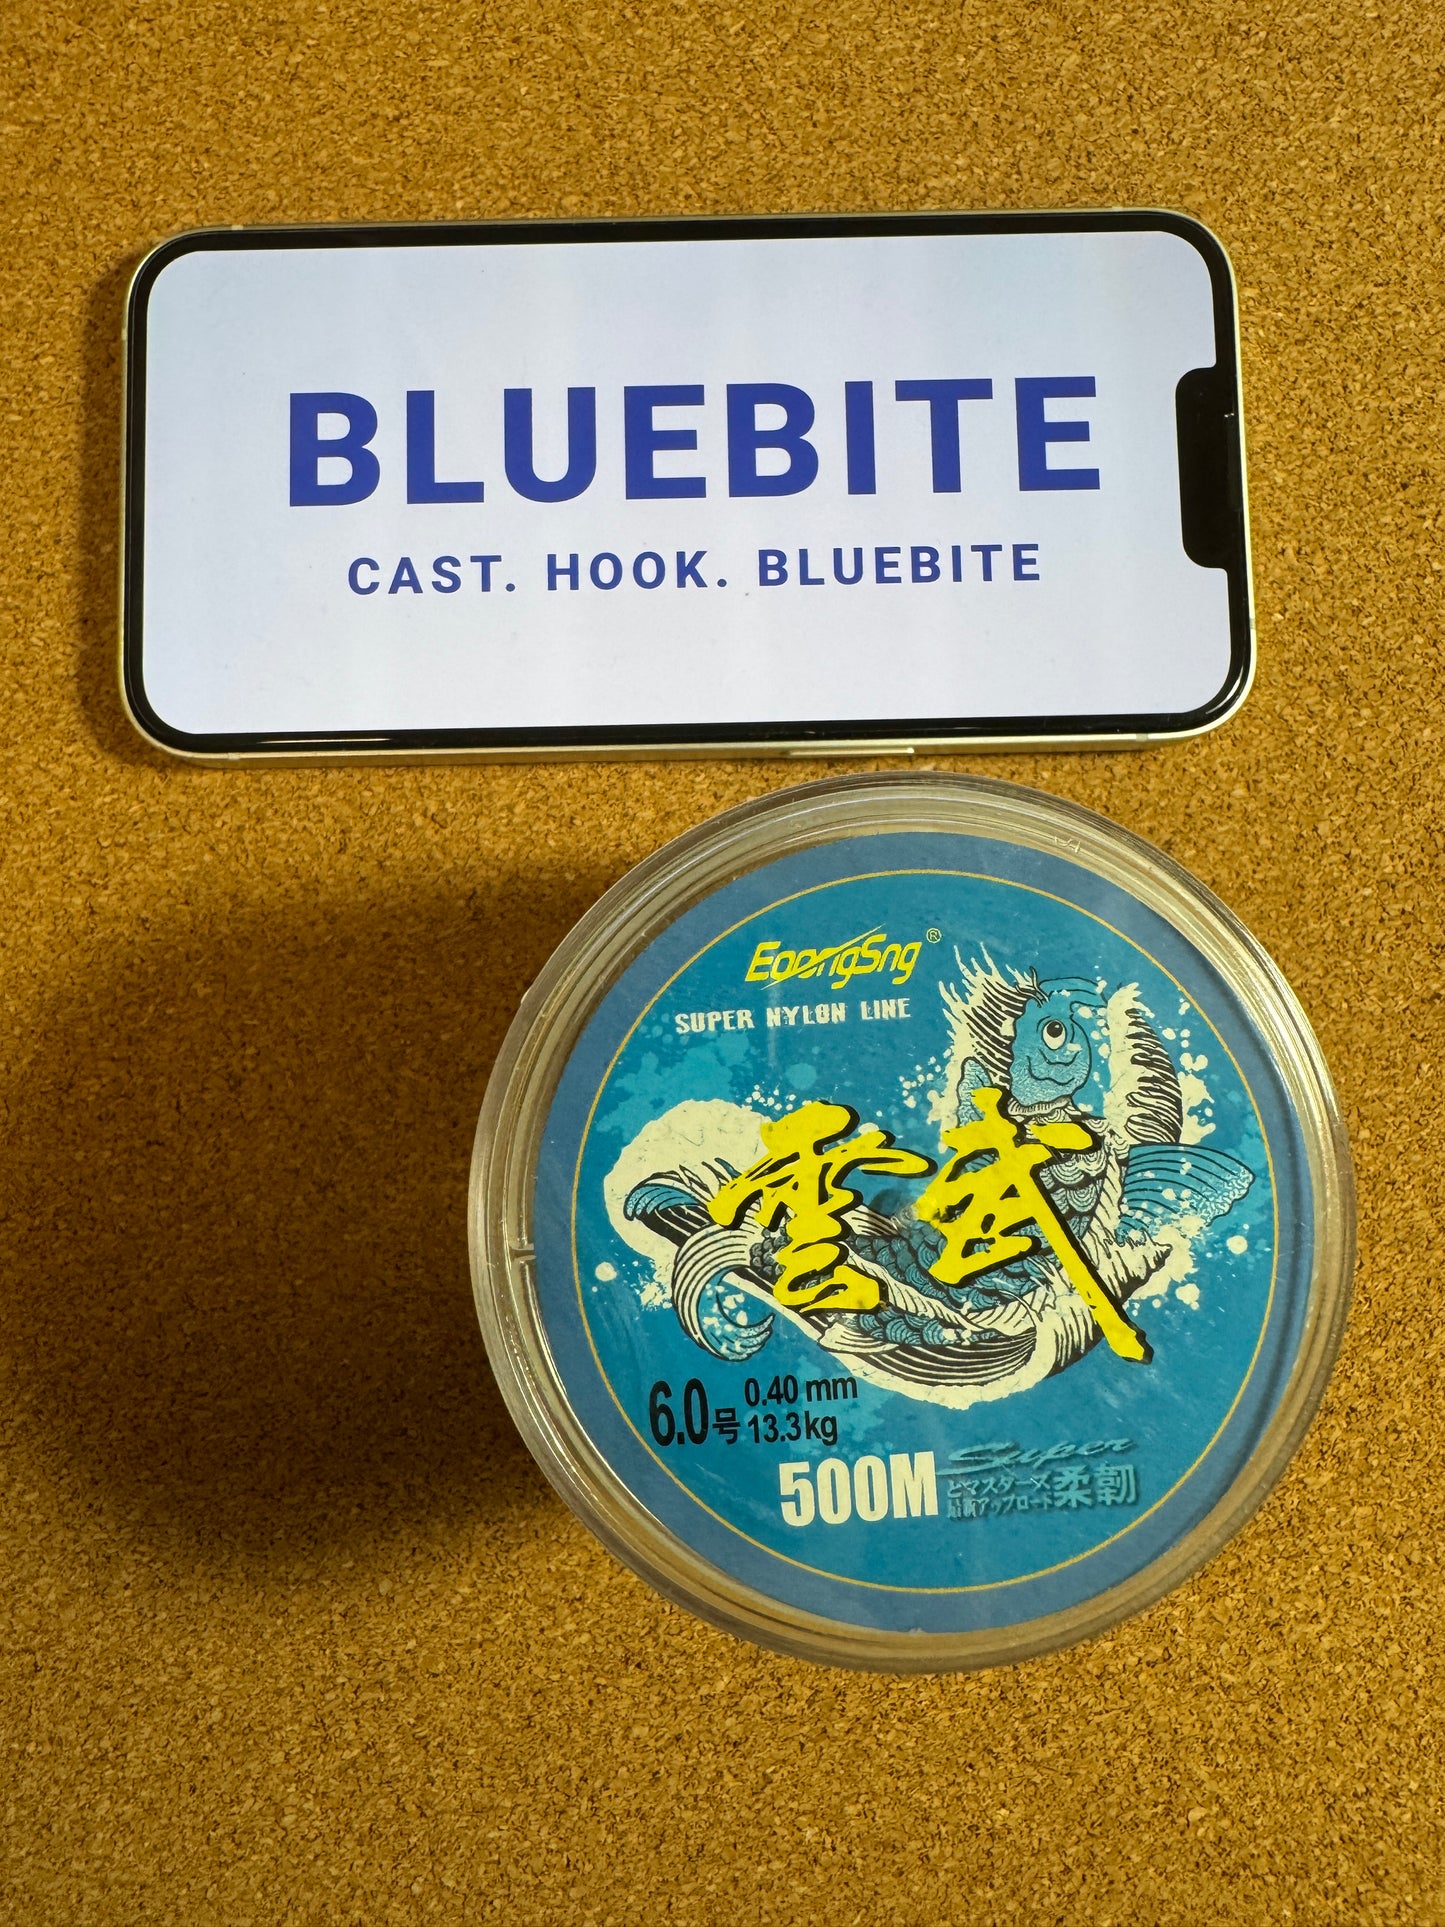 BLUEBITE
CAST. HOOK. BLUEBITE
EoongSng®
SUPER NYLON LINE
雲武
6.0号 0.40 mm
13.3kg
500M
Super
柔韌